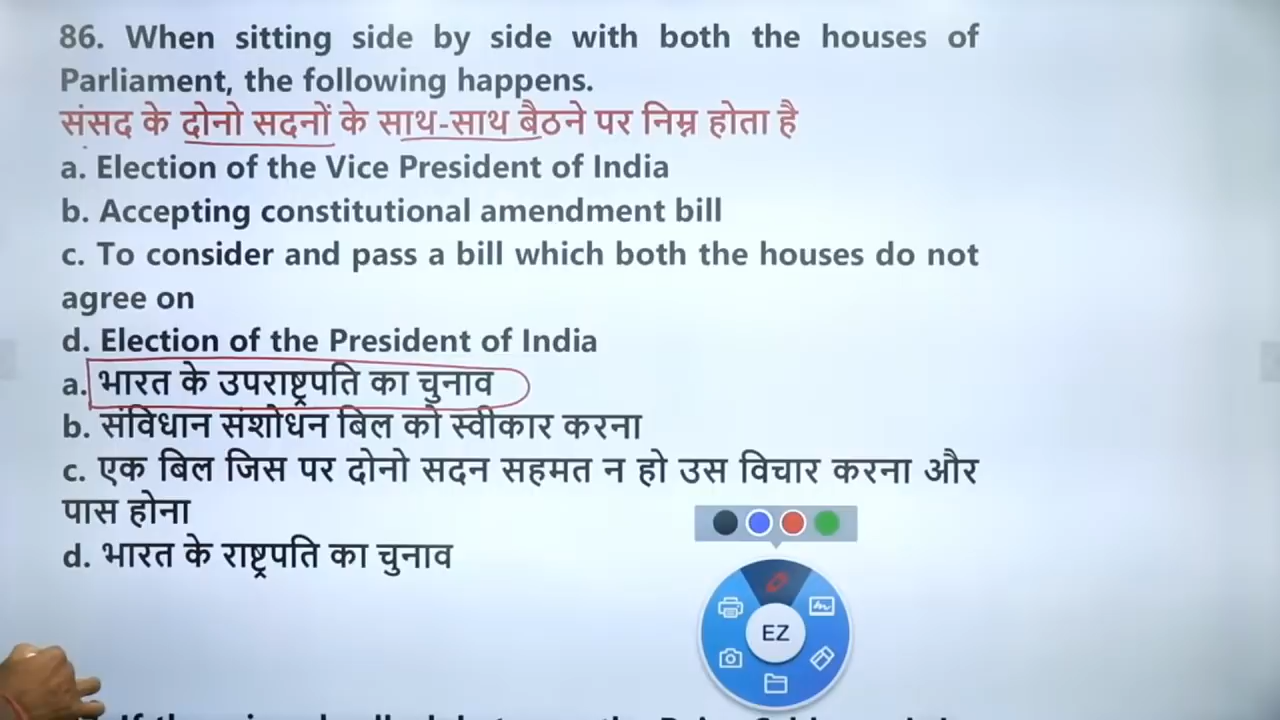 86. When sitting side by side with both the houses of
Parliament, the following happens.
संसद के दोनो सदनों के साथ-साथ बैठने पर निम्न होता है
a. Election of the Vice President of India
b. Accepting constitutional amendment bill
c. To consider and pass a bill which both the houses do not
agree on
d. Election of the President of India
a. भारत के उपराष्ट्रपति का चुनाव
b. संविधान संशोधन बिल को स्वीकार करना
c. एक बिल जिस पर दोनो सदन सहमत न हो उस विचार करना और
पास होना
d. भारत के राष्ट्रपति का चुनाव
EZ